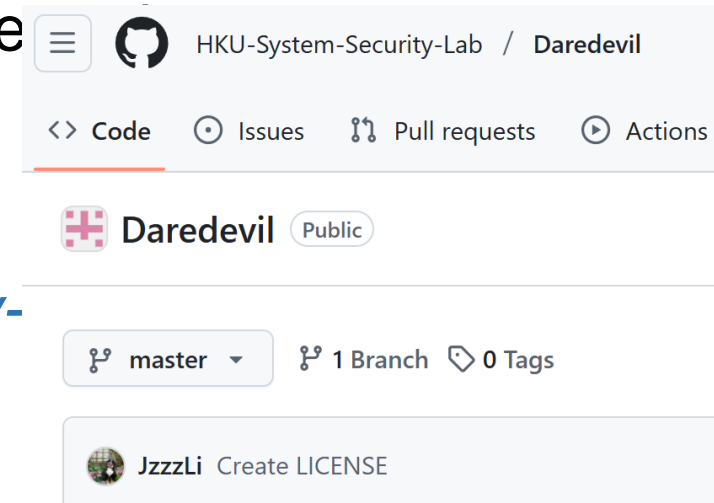 e
HKU-System-Security-Lab / Daredevil
Code Issues Pull requests Actions
Daredevil Public
y-
master 1 Branch 0 Tags
JzzzLi Create LICENSE